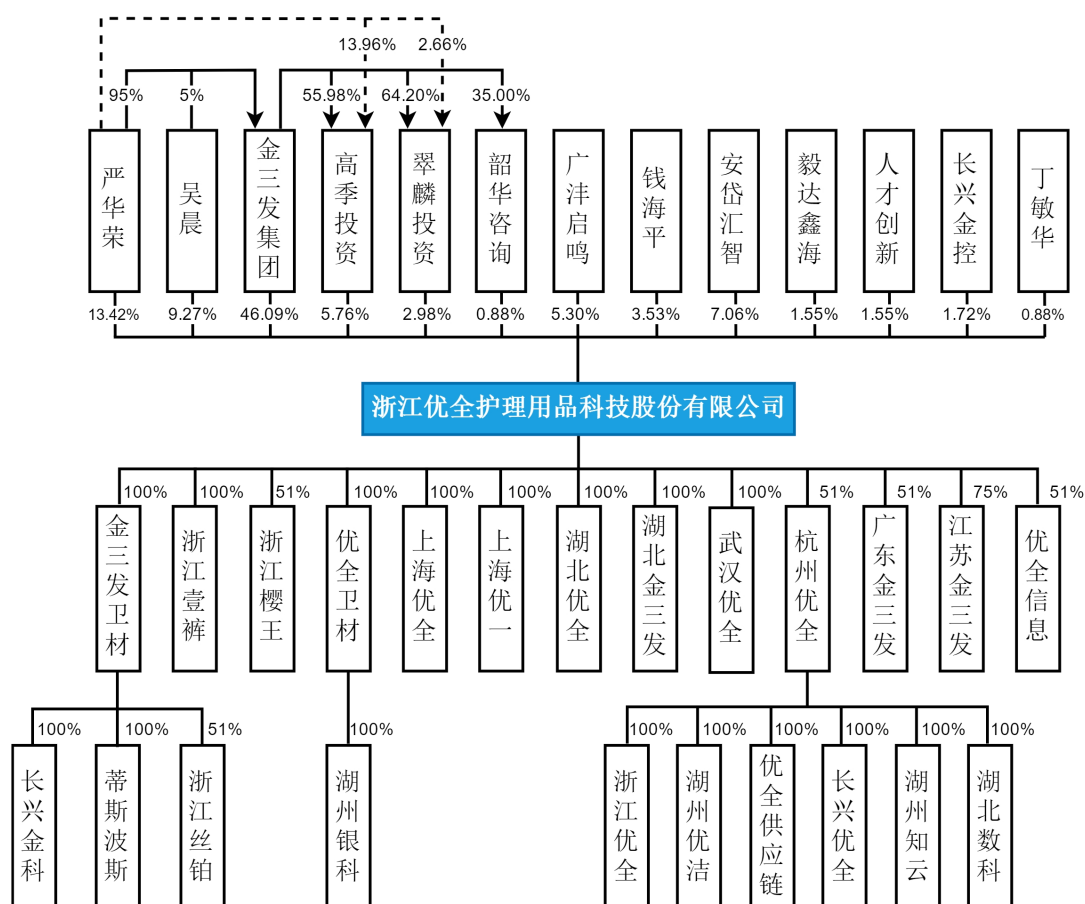 13.96%
2.66%
95%
5%
55.98%
64.20%
35.00%
严华荣
吴晨
金三发集团
高季投资
翠麟投资
韶华咨询
广沣启鸣
钱海平
安岱汇智
毅达鑫海
人才创新
长兴金控
丁敏华
13.42%
9.27%
46.09%
5.76%
2.98%
0.88%
5.30%
3.53%
7.06%
1.55%
1.55%
1.72%
0.88%
浙江优全护理用品科技股份有限公司
100%
100%
51%
100%
100%
100%
100%
100%
100%
51%
51%
75%
51%
金三发卫材
浙江壹裤
浙江樱王
优全卫材
上海优全
上海优一
湖北优全
湖北金三发
武汉优全
杭州优全
广东金三发
江苏金三发
优全信息
100%
100%
51%
100%
100%
100%
100%
100%
100%
100%
长兴金科
蒂斯波斯
浙江丝铂
湖州银科
浙江优全
湖州优洁
优全供应链
长兴优全
湖州知云
湖北数科